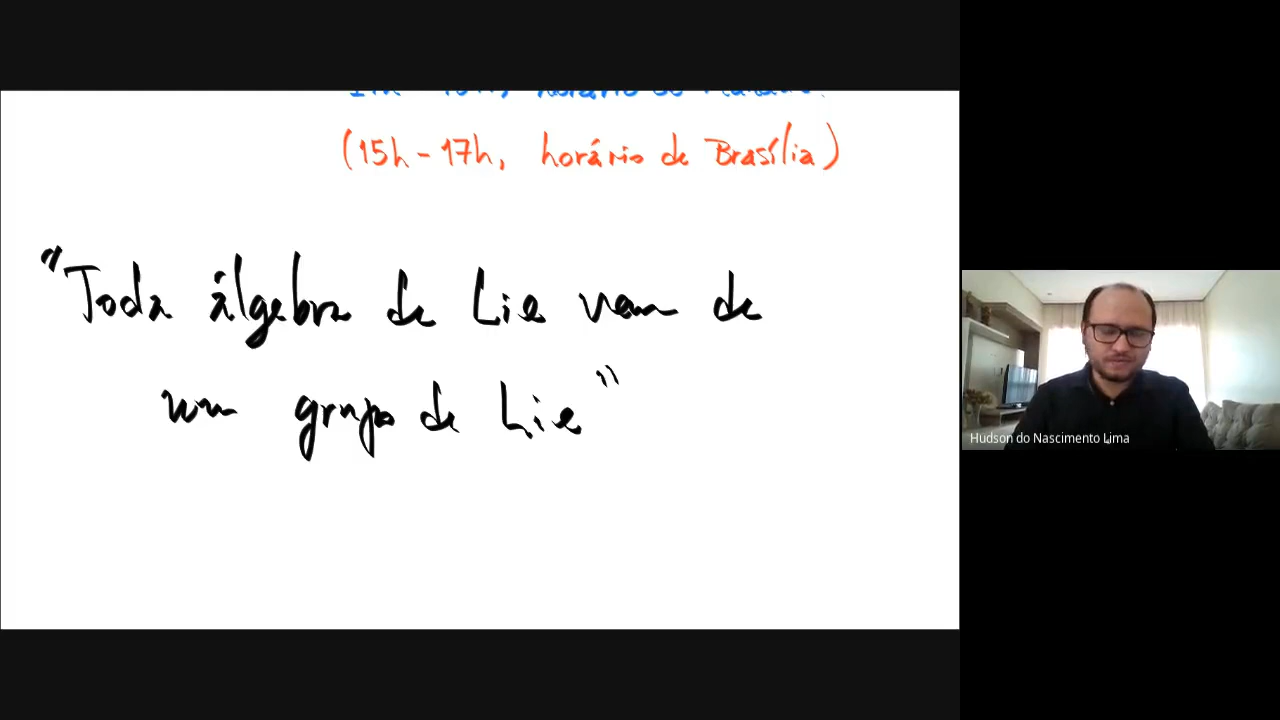 (15h - 17h, horário de Brasília)
"Toda álgebra de Lie vem de
um grupo de Lie"
Hudson do Nascimento Lima